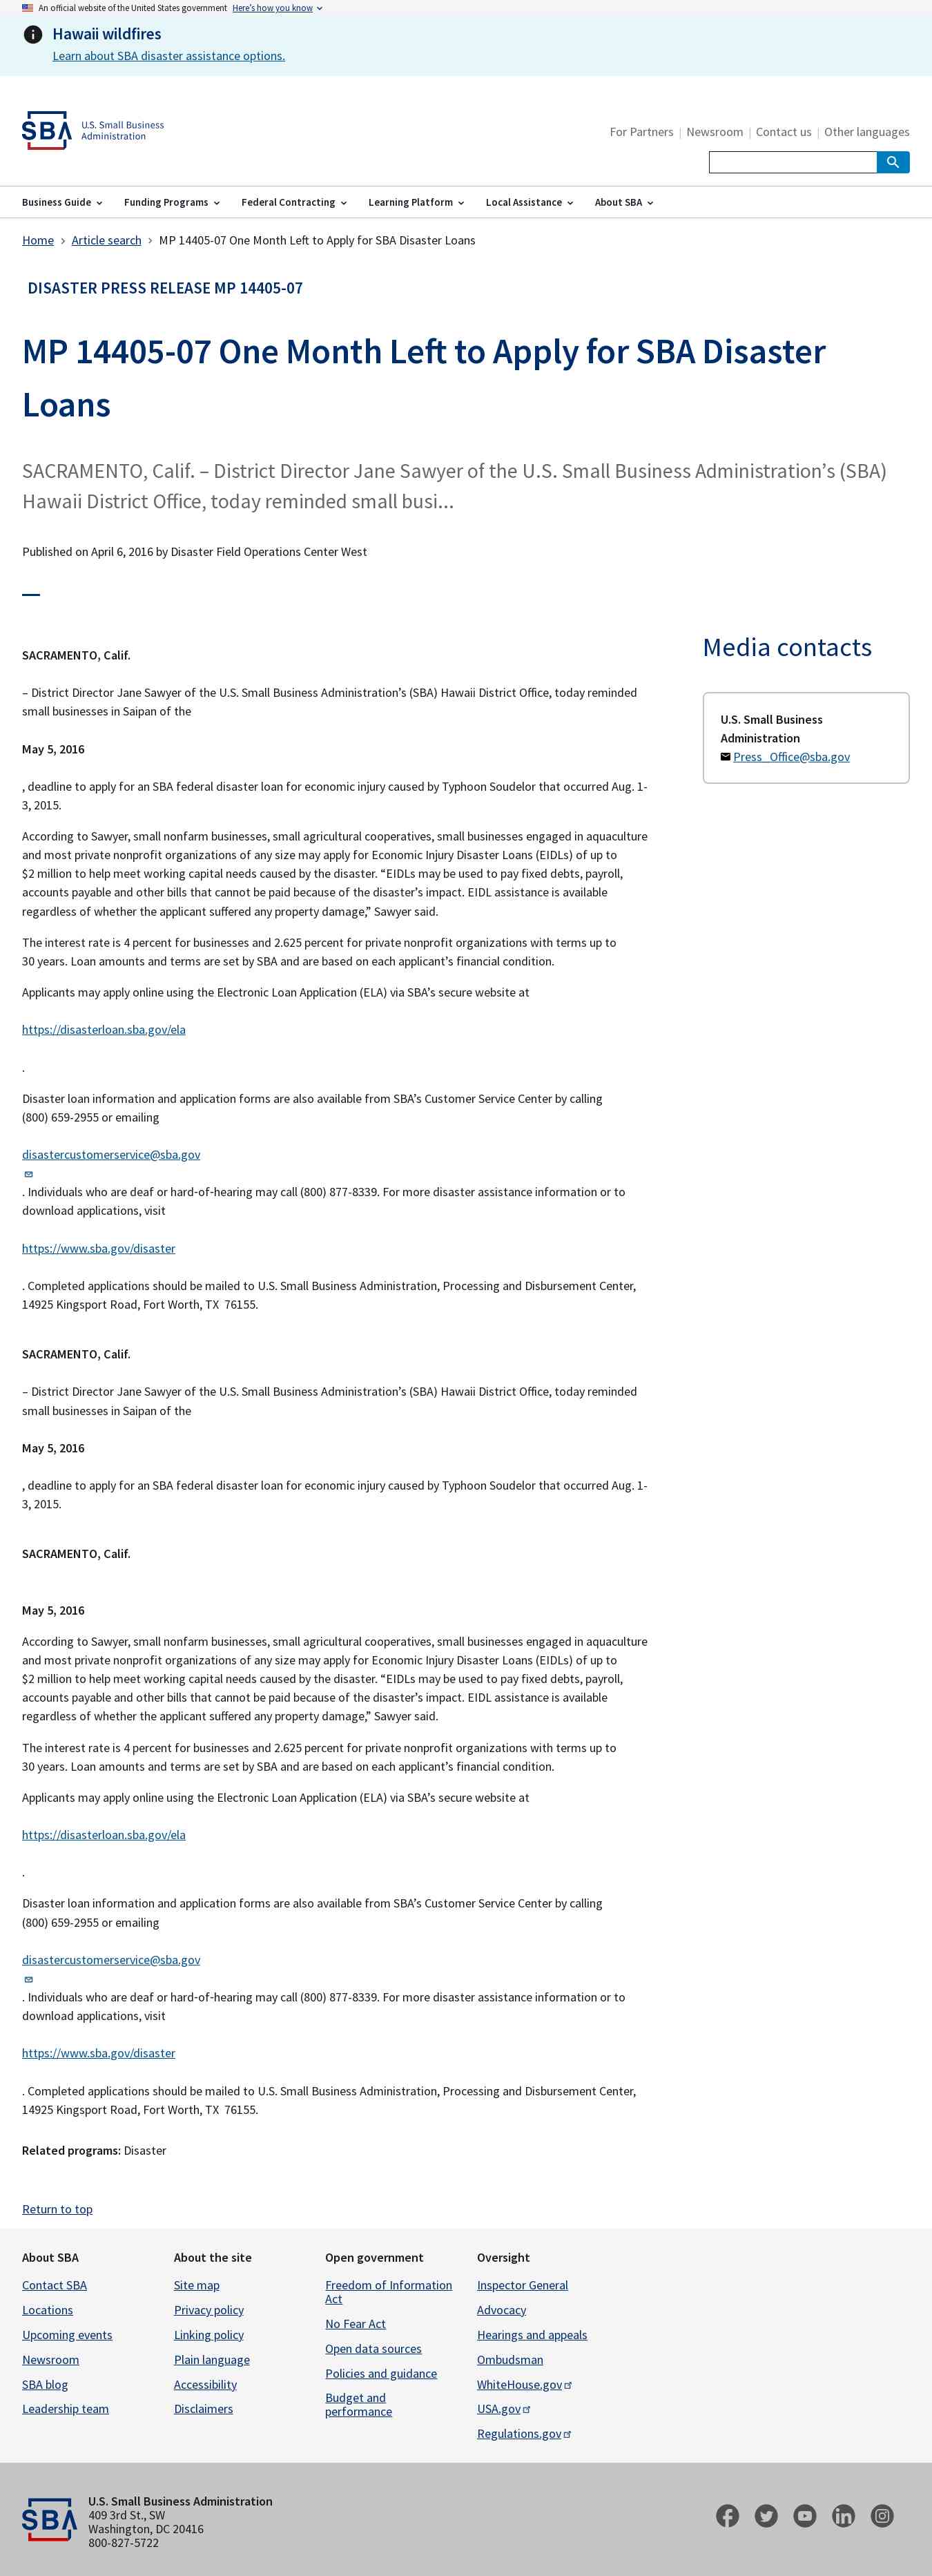 An official website of the United States government Here's how you know
Hawaii wildfires
Learn about SBA disaster assistance options.
SBA U.S. Small Business
Administration
For Partners | Newsroom | Contact us | Other languages
Business Guide Funding Programs Federal Contracting Learning Platform Local Assistance About SBA
Home > Article search > MP 14405-07 One Month Left to Apply for SBA Disaster Loans
DISASTER PRESS RELEASE MP 14405-07
MP 14405-07 One Month Left to Apply for SBA Disaster
Loans
SACRAMENTO, Calif. – District Director Jane Sawyer of the U.S. Small Business Administration's (SBA)
Hawaii District Office, today reminded small busi...
Published on April 6, 2016 by Disaster Field Operations Center West
SACRAMENTO, Calif.
– District Director Jane Sawyer of the U.S. Small Business Administration's (SBA) Hawaii District Office, today reminded
small businesses in Saipan of the
May 5, 2016
, deadline to apply for an SBA federal disaster loan for economic injury caused by Typhoon Soudelor that occurred Aug. 1-
3, 2015.
According to Sawyer, small nonfarm businesses, small agricultural cooperatives, small businesses engaged in aquaculture
and most private nonprofit organizations of any size may apply for Economic Injury Disaster Loans (EIDLs) of up to
$2 million to help meet working capital needs caused by the disaster. “EIDLs may be used to pay fixed debts, payroll,
accounts payable and other bills that cannot be paid because of the disaster's impact. EIDL assistance is available
regardless of whether the applicant suffered any property damage,” Sawyer said.
The interest rate is 4 percent for businesses and 2.625 percent for private nonprofit organizations with terms up to
30 years. Loan amounts and terms are set by SBA and are based on each applicant's financial condition.
Applicants may apply online using the Electronic Loan Application (ELA) via SBA's secure website at
https://disasterloan.sba.gov/ela
.
Disaster loan information and application forms are also available from SBA's Customer Service Center by calling
(800) 659-2955 or emailing
disastercustomerservice@sba.gov
. Individuals who are deaf or hard-of-hearing may call (800) 877-8339. For more disaster assistance information or to
download applications, visit
https://www.sba.gov/disaster
. Completed applications should be mailed to U.S. Small Business Administration, Processing and Disbursement Center,
14925 Kingsport Road, Fort Worth, TX 76155.
SACRAMENTO, Calif.
– District Director Jane Sawyer of the U.S. Small Business Administration's (SBA) Hawaii District Office, today reminded
small businesses in Saipan of the
May 5, 2016
, deadline to apply for an SBA federal disaster loan for economic injury caused by Typhoon Soudelor that occurred Aug. 1-
3, 2015.
SACRAMENTO, Calif.
May 5, 2016
According to Sawyer, small nonfarm businesses, small agricultural cooperatives, small businesses engaged in aquaculture
and most private nonprofit organizations of any size may apply for Economic Injury Disaster Loans (EIDLs) of up to
$2 million to help meet working capital needs caused by the disaster. “EIDLs may be used to pay fixed debts, payroll,
accounts payable and other bills that cannot be paid because of the disaster's impact. EIDL assistance is available
regardless of whether the applicant suffered any property damage,” Sawyer said.
The interest rate is 4 percent for businesses and 2.625 percent for private nonprofit organizations with terms up to
30 years. Loan amounts and terms are set by SBA and are based on each applicant's financial condition.
Applicants may apply online using the Electronic Loan Application (ELA) via SBA's secure website at
https://disasterloan.sba.gov/ela
.
Disaster loan information and application forms are also available from SBA's Customer Service Center by calling
(800) 659-2955 or emailing
disastercustomerservice@sba.gov
. Individuals who are deaf or hard-of-hearing may call (800) 877-8339. For more disaster assistance information or to
download applications, visit
https://www.sba.gov/disaster
. Completed applications should be mailed to U.S. Small Business Administration, Processing and Disbursement Center,
14925 Kingsport Road, Fort Worth, TX 76155.
Related programs: Disaster
Media contacts
U.S. Small Business
Administration
Press_Office@sba.gov
Return to top
About SBA
Contact SBA
Locations
Upcoming events
Newsroom
SBA blog
Leadership team
About the site
Site map
Privacy policy
Linking policy
Plain language
Accessibility
Disclaimers
Open government
Freedom of Information
Act
No Fear Act
Open data sources
Policies and guidance
Budget and
performance
Oversight
Inspector General
Advocacy
Hearings and appeals
Ombudsman
WhiteHouse.gov
USA.gov
Regulations.gov
SBA
U.S. Small Business Administration
409 3rd St., SW
Washington, DC 20416
800-827-5722